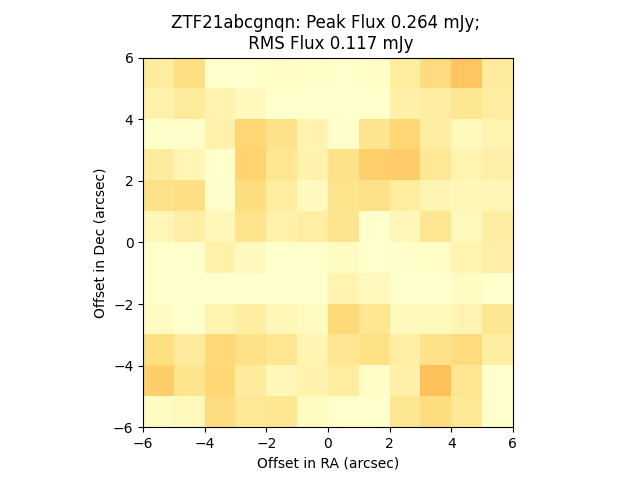 ZTF21abcgnqn: Peak Flux 0.264 mJy;
RMS Flux 0.117 mJy
6
4
2
0
−2
−4
−6
Offset in Dec (arcsec)
−6 −4 −2 0 2 4 6
Offset in RA (arcsec)